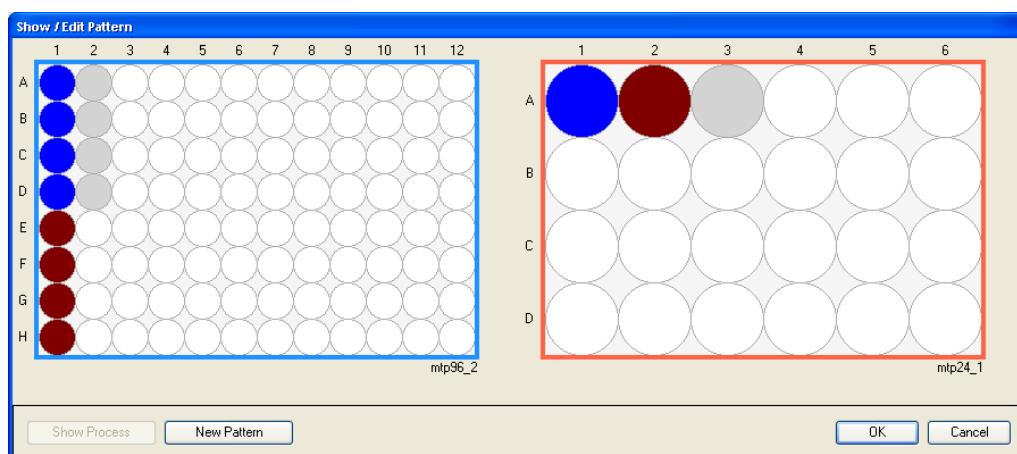 Show / Edit Pattern
1 2 3 4 5 6 7 8 9 10 11 12
A
B
C
D
E
F
G
H
mtp96_2
1 2 3 4 5 6
A
B
C
D
mtp24_1
Show Process
New Pattern
OK
Cancel